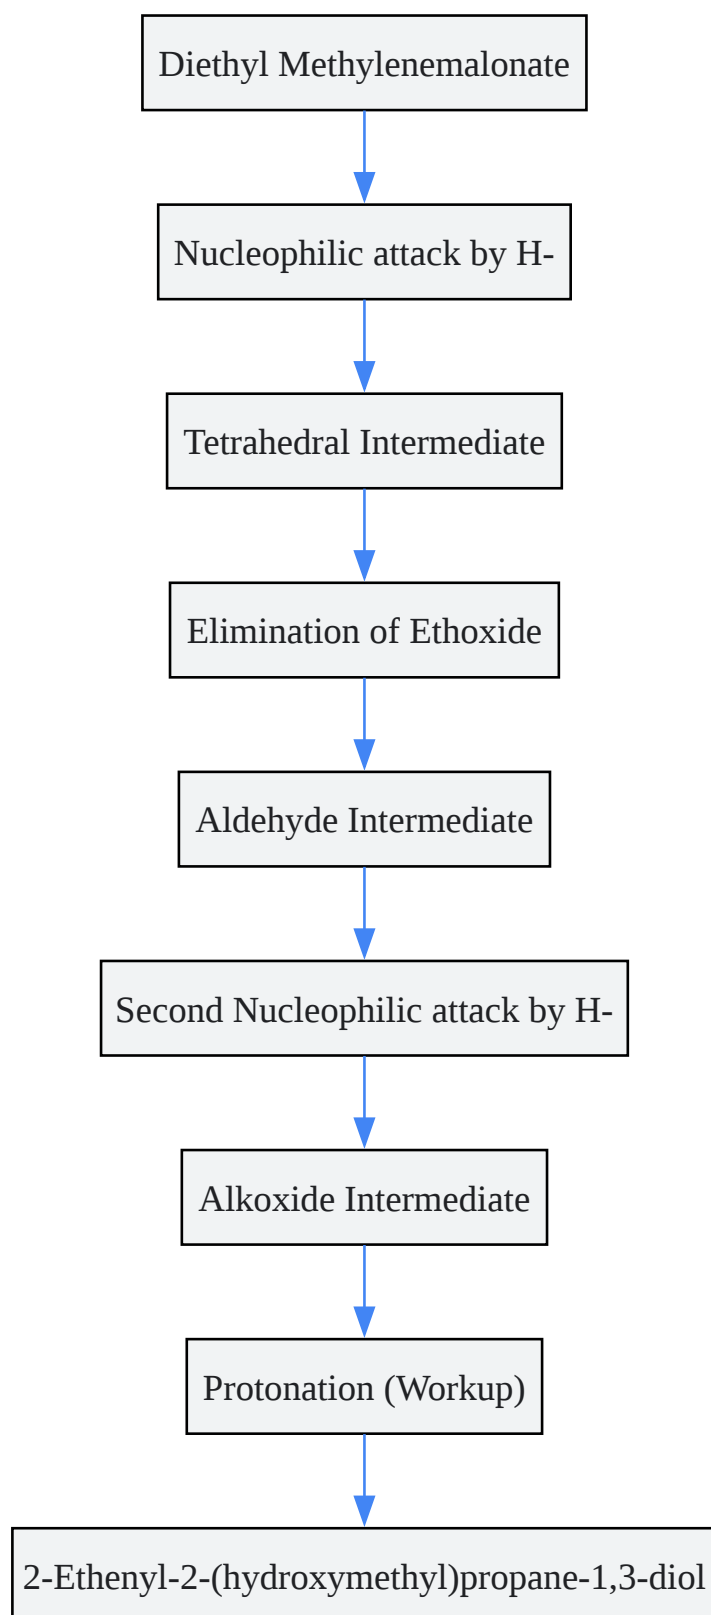 Diethyl Methylenemalonate
Nucleophilic attack by H-
Tetrahedral Intermediate
Elimination of Ethoxide
Aldehyde Intermediate
Second Nucleophilic attack by H-
Alkoxide Intermediate
Protonation (Workup)
2-Ethenyl-2-(hydroxymethyl)propane-1,3-diol